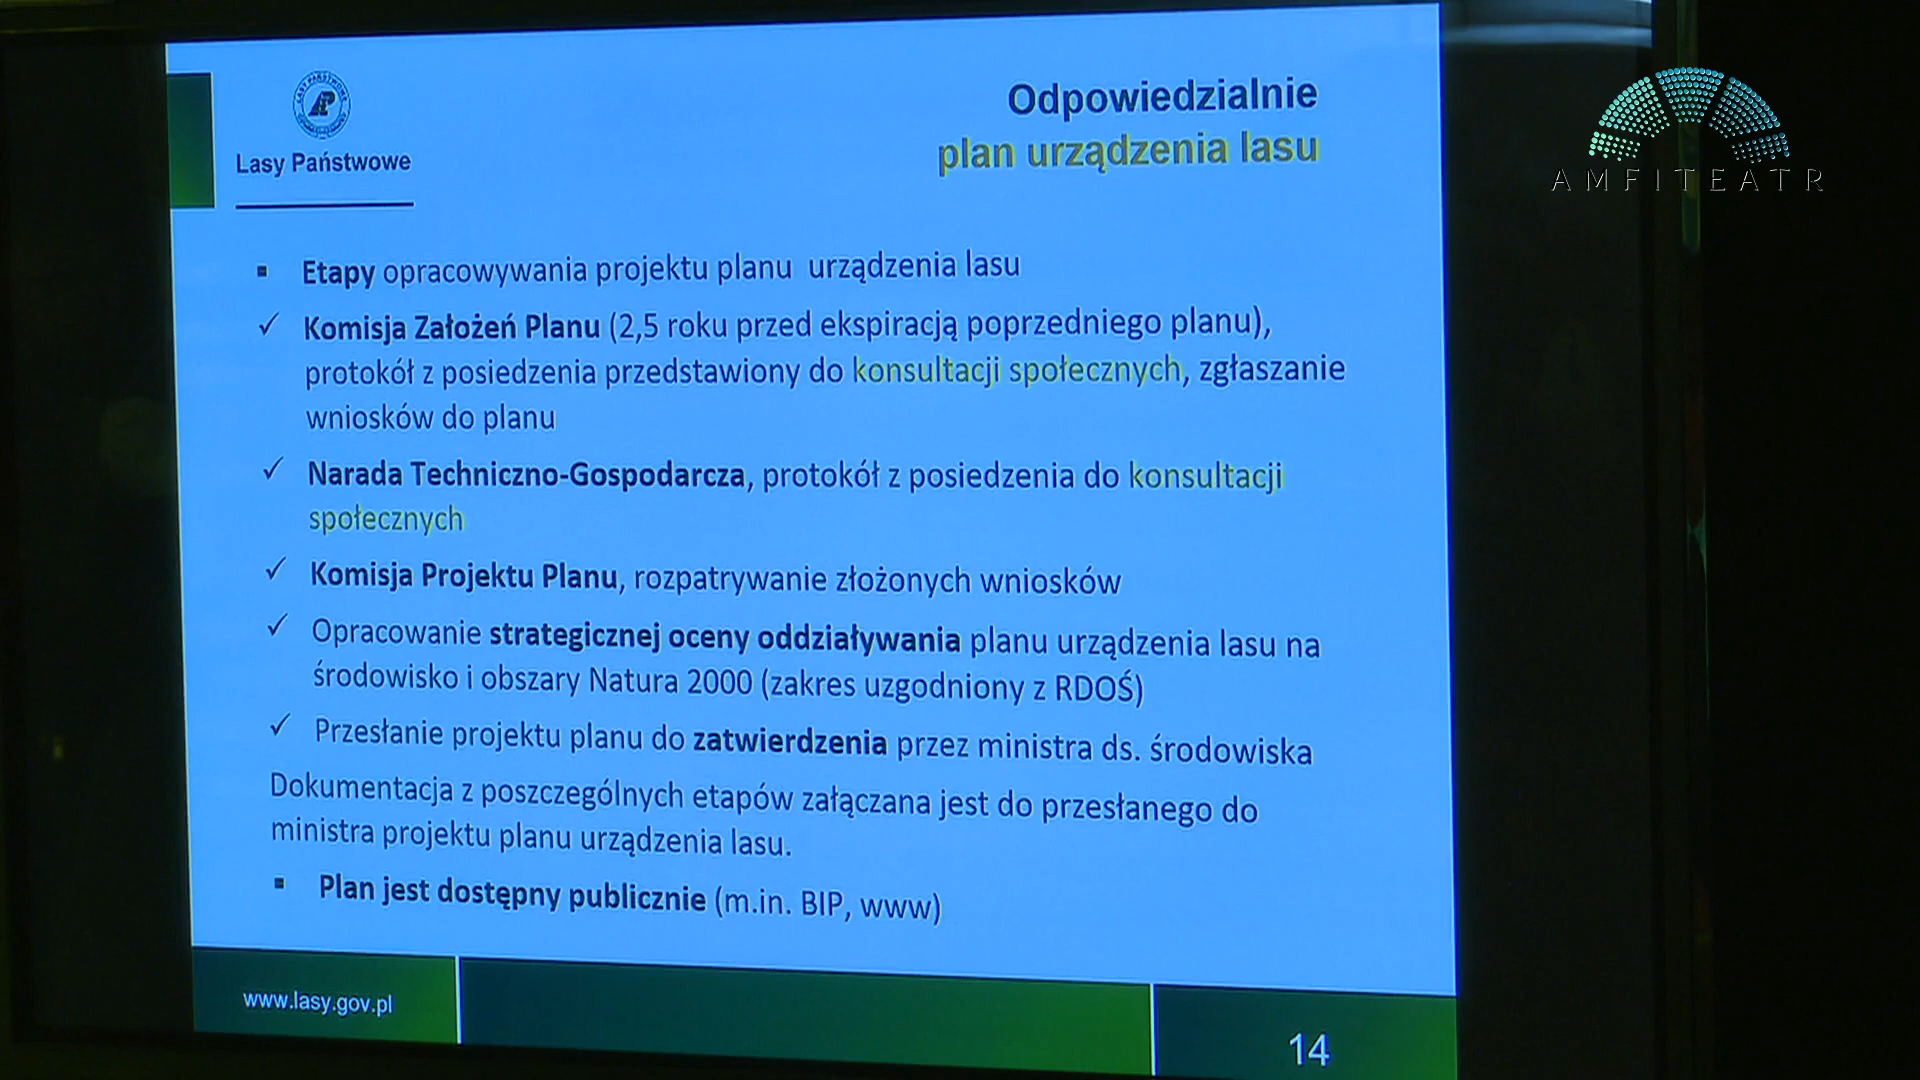 Lasy Państwowe
Odpowiedzialnie
plan urządzenia lasu
AMFITEATR
▪ Etapy opracowywania projektu planu urządzenia lasu
✓ Komisja Założeń Planu (2,5 roku przed ekspiracją poprzedniego planu),
protokół z posiedzenia przedstawiony do konsultacji społecznych, zgłaszanie
wniosków do planu
✓ Narada Techniczno-Gospodarcza, protokół z posiedzenia do konsultacji
społecznych
✓ Komisja Projektu Planu, rozpatrywanie złożonych wniosków
✓ Opracowanie strategicznej oceny oddziaływania planu urządzenia lasu na
środowisko i obszary Natura 2000 (zakres uzgodniony z RDOŚ)
✓ Przesłanie projektu planu do zatwierdzenia przez ministra ds. środowiska
Dokumentacja z poszczególnych etapów załączana jest do przesłanego do
ministra projektu planu urządzenia lasu.
▪ Plan jest dostępny publicznie (m.in. BIP, www)
www.lasy.gov.pl
14